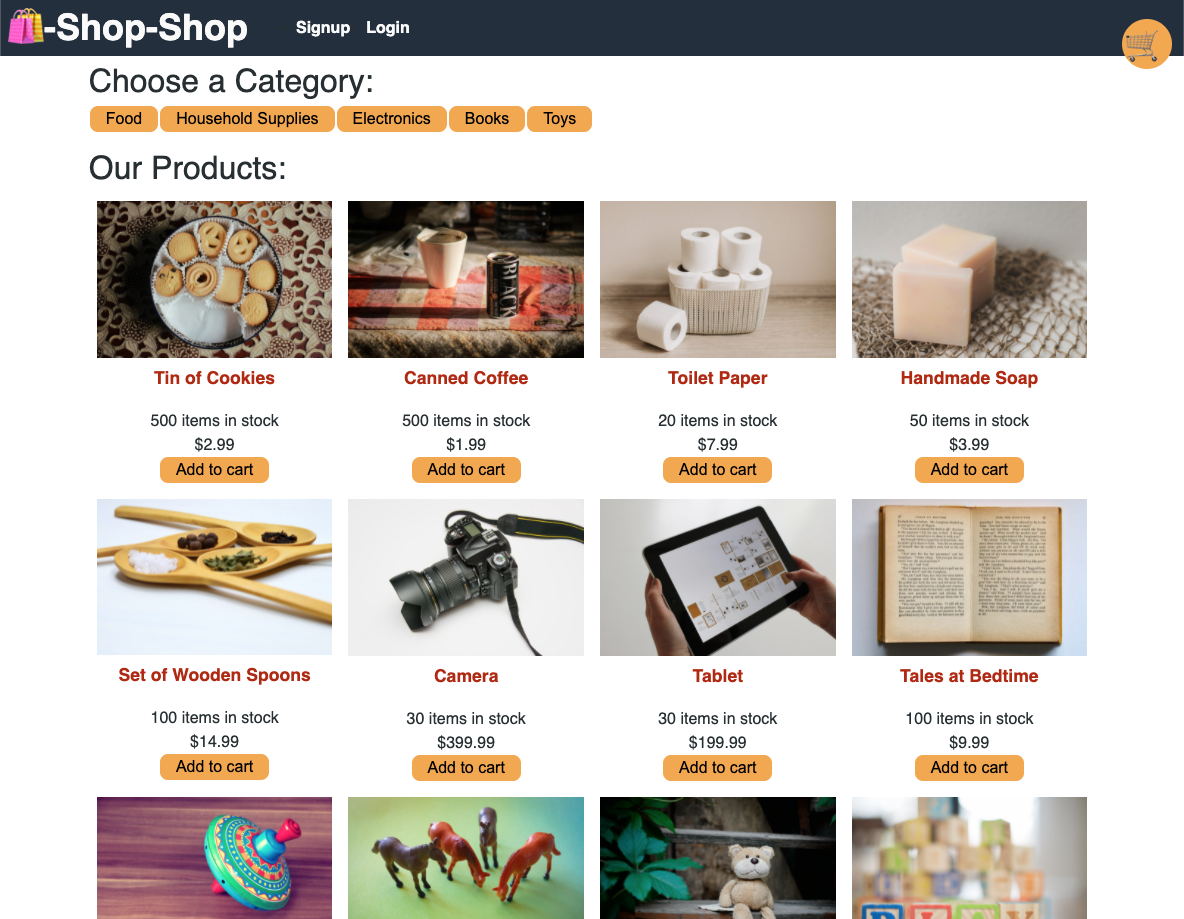 -Shop-Shop
Signup Login
Choose a Category:
Food Household Supplies Electronics Books Toys
Our Products:
BLACK
Tin of Cookies Canned Coffee Toilet Paper Handmade Soap
500 items in stock 500 items in stock 20 items in stock 50 items in stock
$2.99 $1.99 $7.99 $3.99
Add to cart Add to cart Add to cart Add to cart
Set of Wooden Spoons Camera Tablet Tales at Bedtime
100 items in stock 30 items in stock 30 items in stock 100 items in stock
$14.99 $399.99 $199.99 $9.99
Add to cart Add to cart Add to cart Add to cart